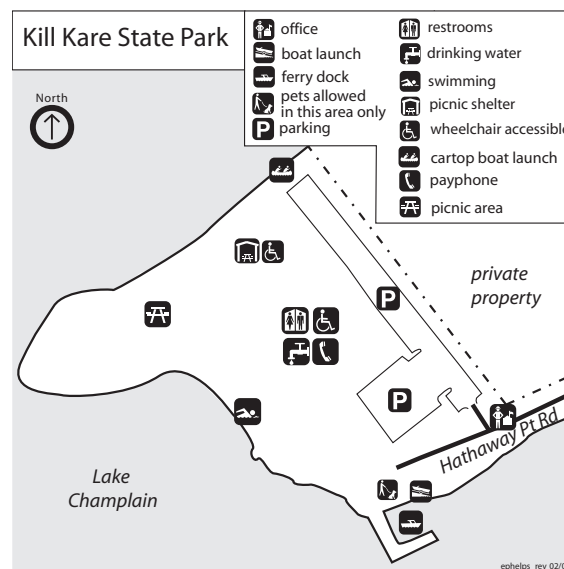 Kill Kare State Park
North
office
boat launch
ferry dock
pets allowed
in this area only
P parking
restrooms
drinking water
swimming
picnic shelter
wheelchair accessible
cartop boat launch
payphone
picnic area
private
property
P
P
Hathaway Pt Rd
Lake
Champlain
ephelps rev 02/0